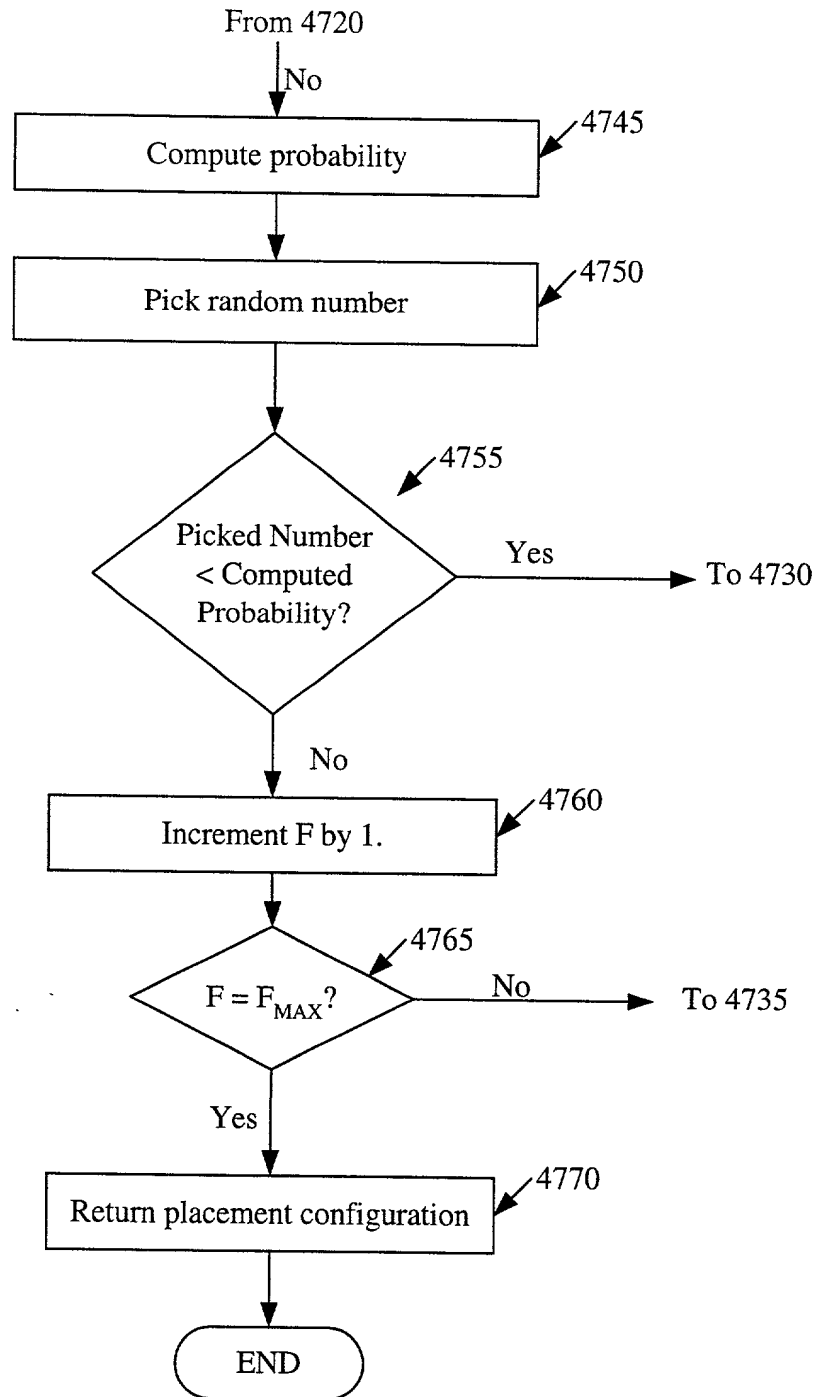 From 4720
No
4745
Compute probability
4750
Pick random number
4755
Picked Number
< Computed
Probability?
Yes
To 4730
No
4760
Increment F by 1.
4765
F = F_MAX?
No
To 4735
Yes
4770
Return placement configuration
END